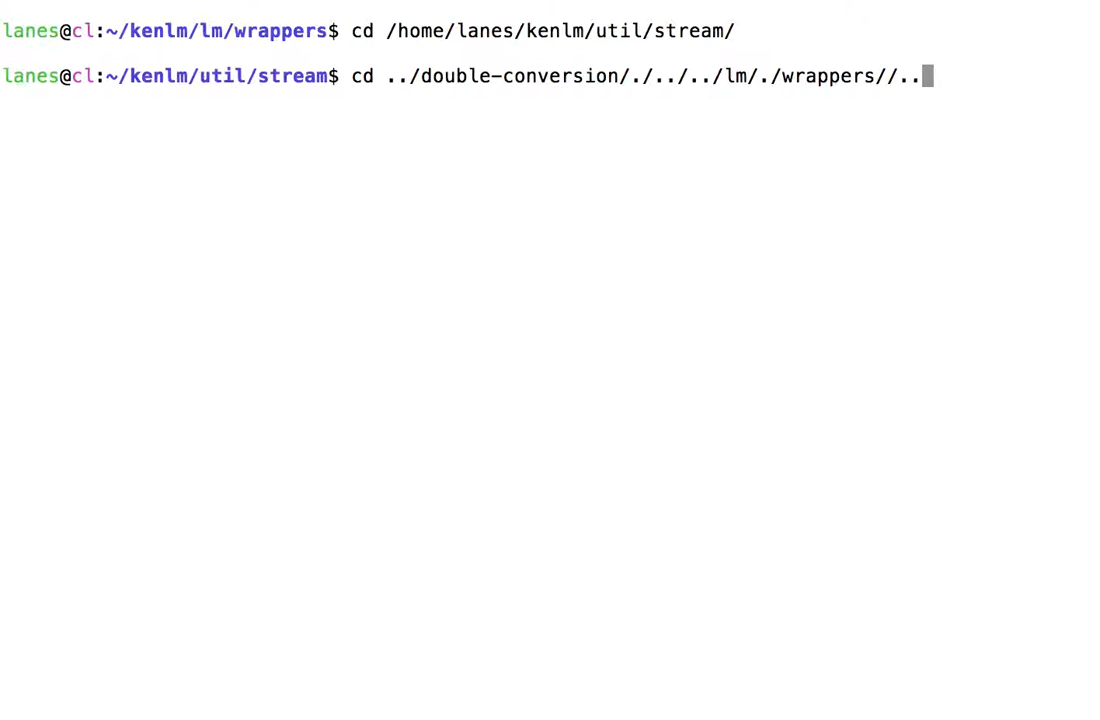 lanes@cl:~/kenlm/lm/wrappers$ cd /home/lanes/kenlm/util/stream/
lanes@cl:~/kenlm/util/stream$ cd ../double-conversion/./../../lm/./wrappers//..